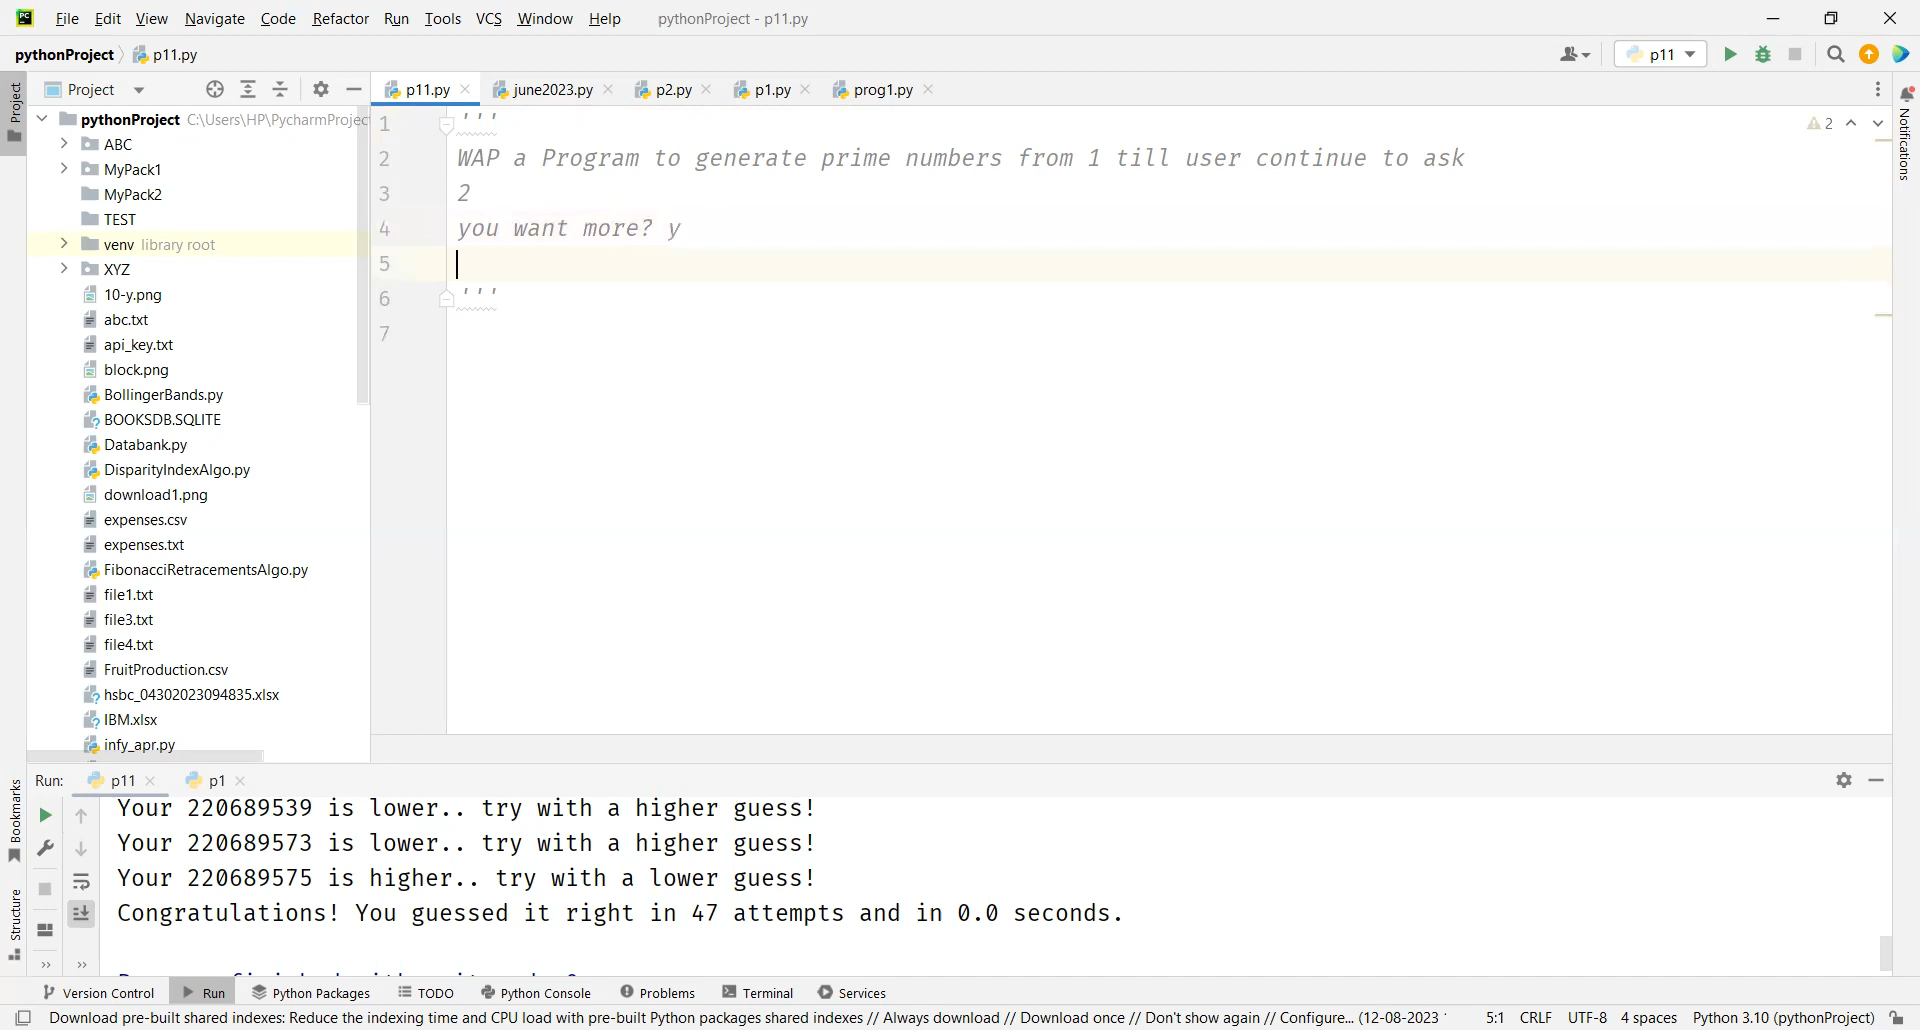 File Edit View Navigate Code Refactor Run Tools VCS Window Help pythonProject - p11.py
pythonProject p11.py p11
Project p11.py june2023.py p2.py p1.py prog1.py
Project
Notifications
pythonProject C:\Users\HP\PycharmProjec
ABC
MyPack1
MyPack2
TEST
venv library root
XYZ
10-y.png
abc.txt
api_key.txt
block.png
BollingerBands.py
BOOKSDB.SQLITE
Databank.py
DisparityIndexAlgo.py
download1.png
expenses.csv
expenses.txt
FibonacciRetracementsAlgo.py
file1.txt
file3.txt
file4.txt
FruitProduction.csv
hsbc_04302023094835.xlsx
IBM.xlsx
infy_apr.py
1 '''
2 WAP a Program to generate prime numbers from 1 till user continue to ask
3 2
4 you want more? y
5
6 '''
7
2
Run: p11 p1
Your 220689539 is lower.. try with a higher guess!
Your 220689573 is lower.. try with a higher guess!
Your 220689575 is higher.. try with a lower guess!
Congratulations! You guessed it right in 47 attempts and in 0.0 seconds.
Bookmarks
Structure
Version Control Run Python Packages TODO Python Console Problems Terminal Services
Download pre-built shared indexes: Reduce the indexing time and CPU load with pre-built Python packages shared indexes // Always download // Download once // Don't show again // Configure... (12-08-2023 5:1 CRLF UTF-8 4 spaces Python 3.10 (pythonProject)